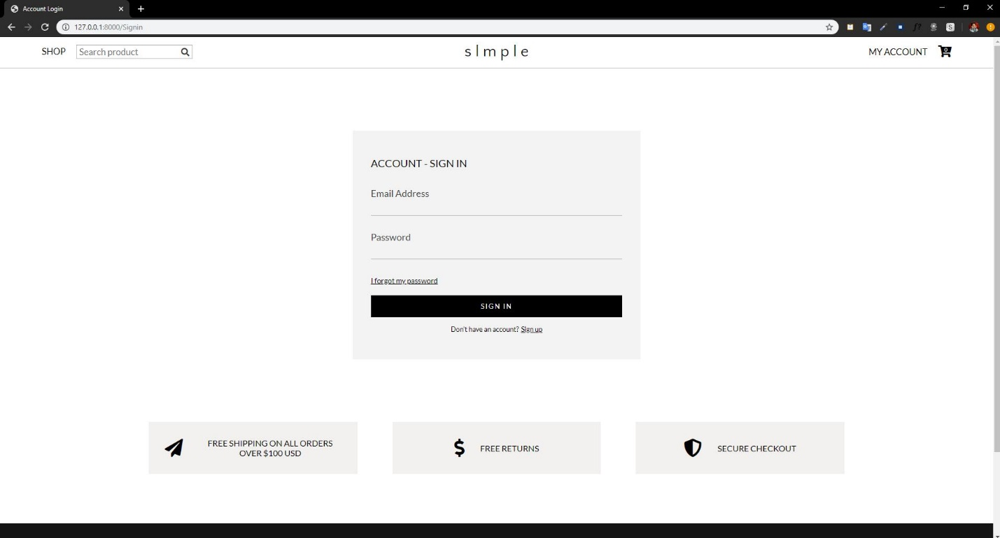 Account Login
127.0.0.1:8000/Signin
SHOP
Search product
slmple
MY ACCOUNT
0
ACCOUNT - SIGN IN
Email Address
Password
I forgot my password
SIGN IN
Don't have an account? Sign up
FREE SHIPPING ON ALL ORDERS
OVER $100 USD
$
FREE RETURNS
SECURE CHECKOUT